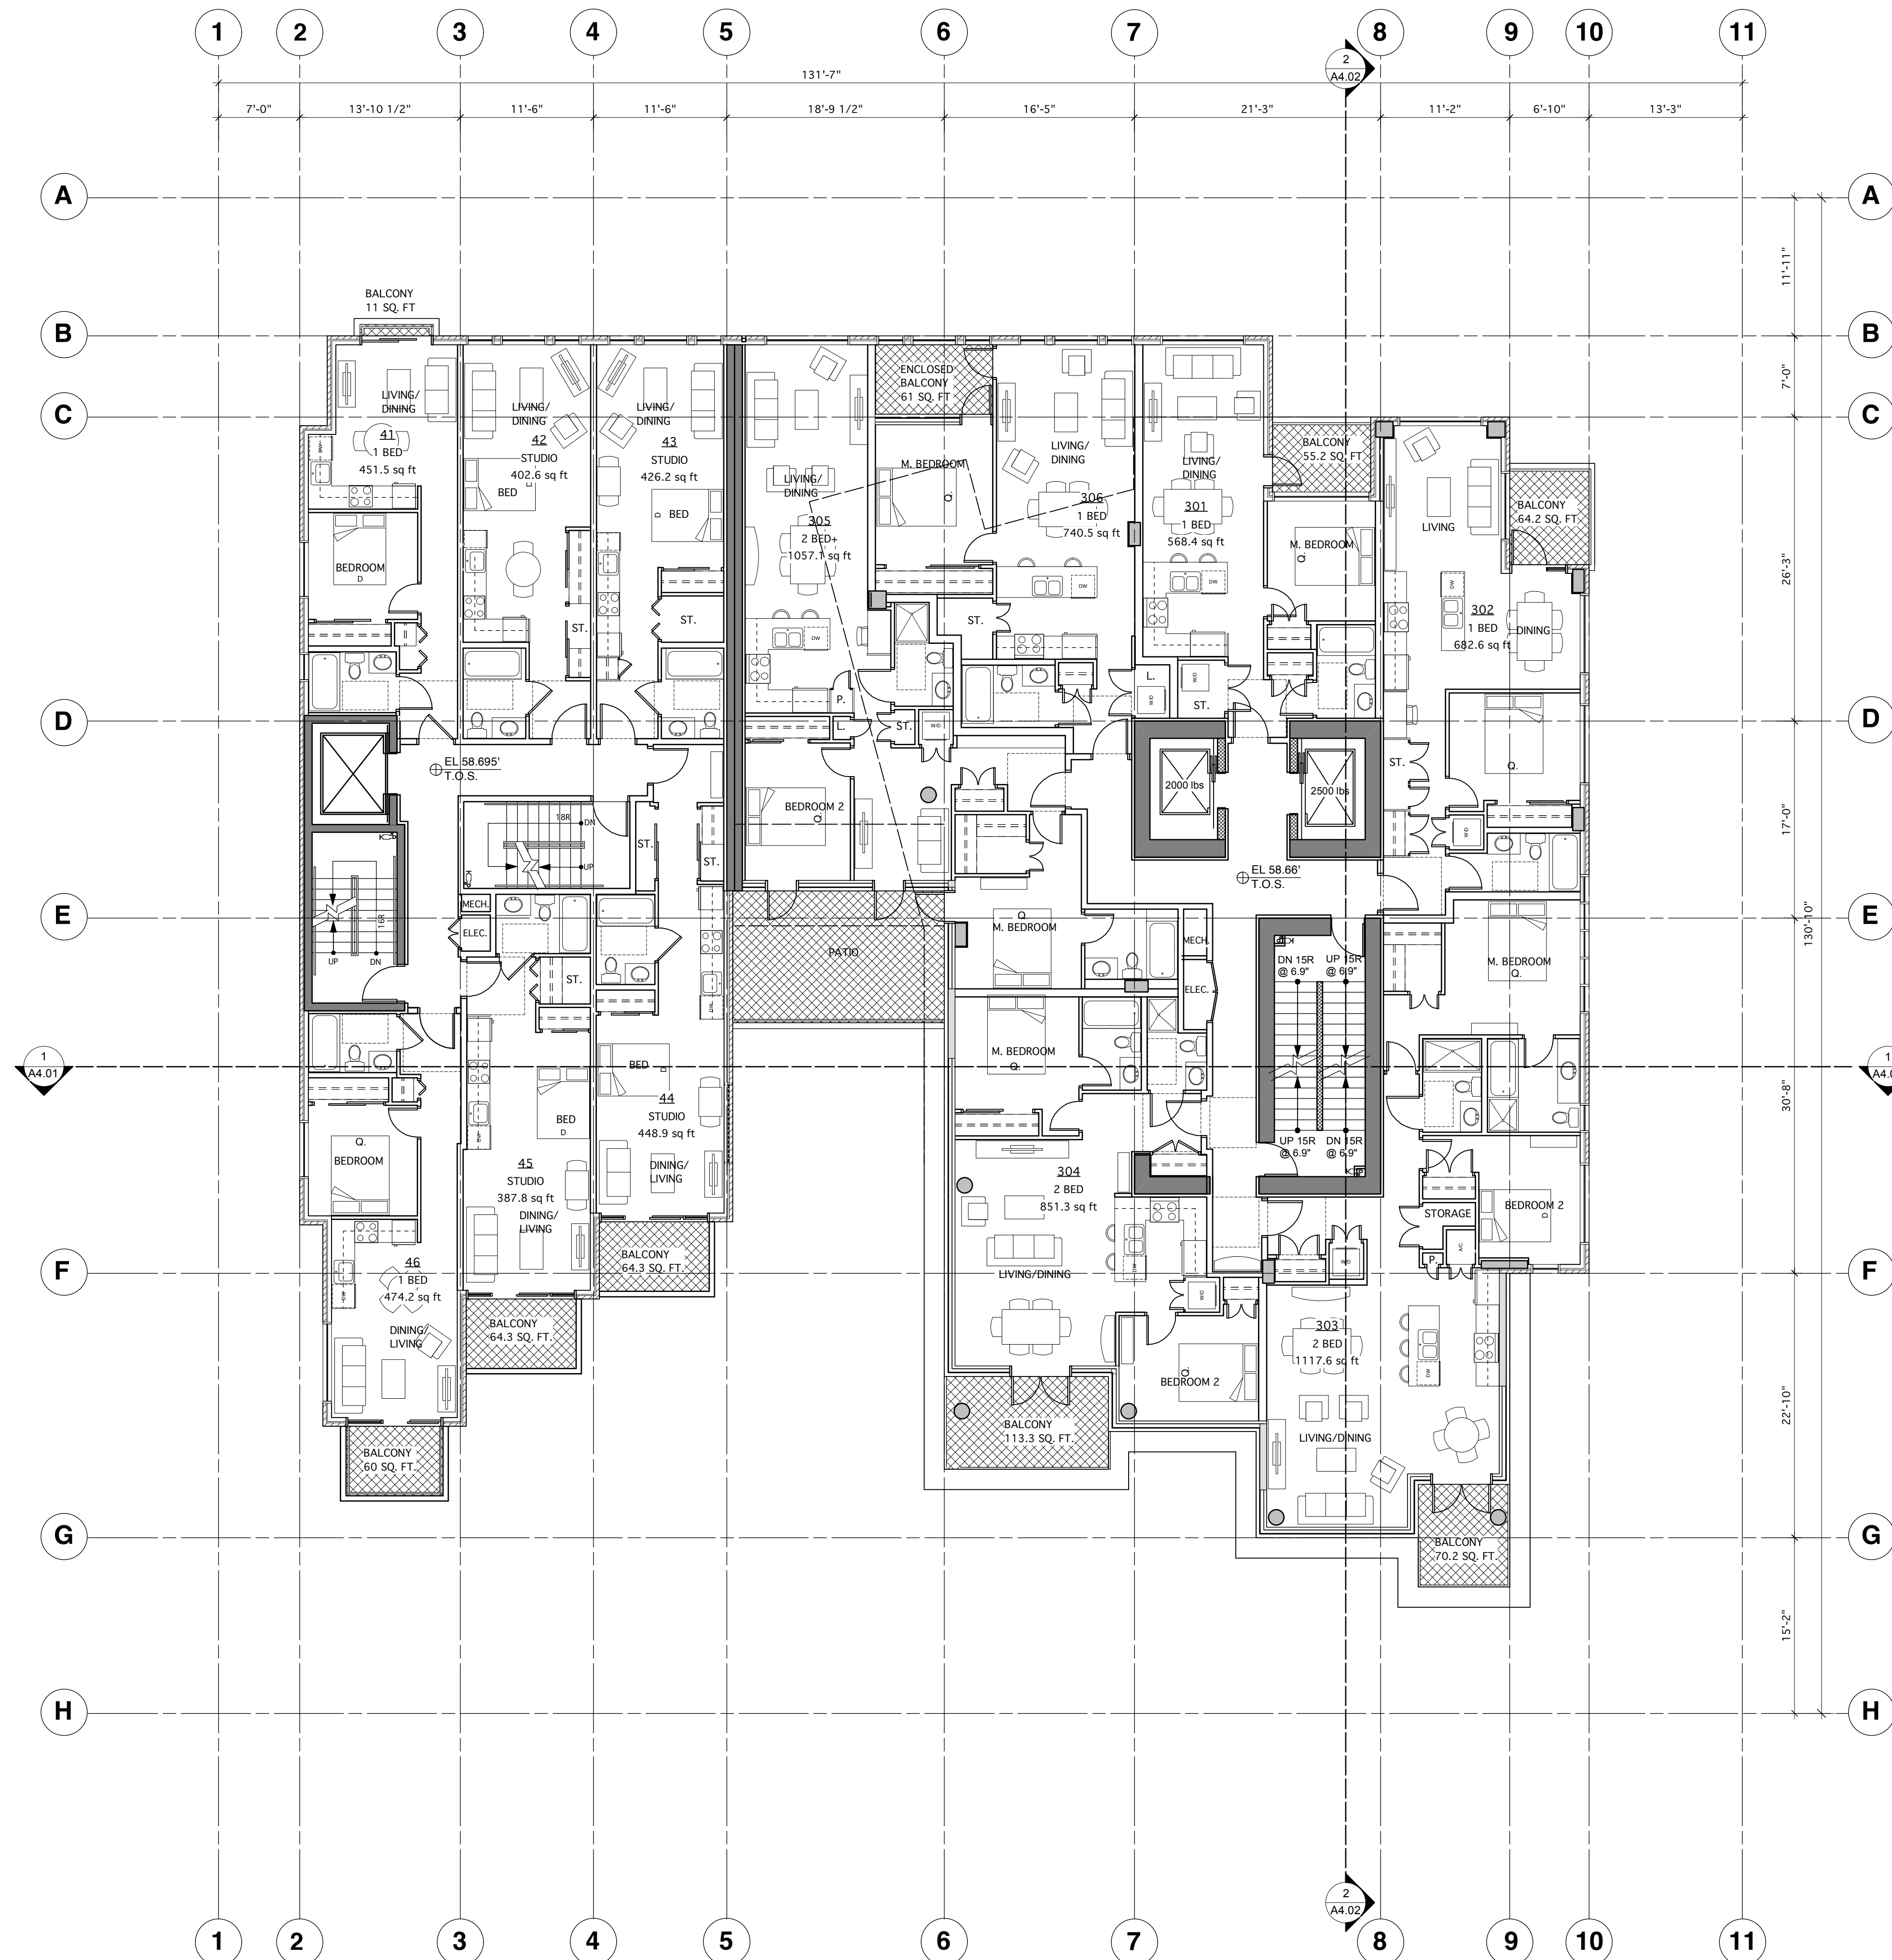 1 2 3 4 5 6 7 8 9 10 11
2
A4.02
131'-7"
7'-0" 13'-10 1/2" 11'-6" 11'-6" 18'-9 1/2" 16'-5" 21'-3" 11'-2" 6'-10" 13'-3"
A A
11'-11"
BALCONY
11 SQ. FT
B B
7'-0"
C C
LIVING/
DINING
41
1 BED
451.5 sq ft
BEDROOM
D
LIVING/
DINING
42
STUDIO
402.6 sq ft
BED
ST.
LIVING/
DINING
43
STUDIO
426.2 sq ft
D BED
ST.
LIVING/
DINING
305
2 BED+
1057.1 sq ft
DW
P.
L.
ST.
W/D
BEDROOM 2
Q.
ENCLOSED
BALCONY
61 SQ. FT
M. BEDROOM
Q.
LIVING/
DINING
306
1 BED
740.5 sq ft
DW
ST.
L.
W/D
LIVING/
DINING
301
1 BED
568.4 sq ft
DW
W/D
ST.
BALCONY
55.2 SQ. FT
M. BEDROOM
Q.
LIVING
BALCONY
64.2 SQ. FT
DW
302
1 BED
682.6 sq ft
DINING
26'-3"
D D
EL 58.695'
T.O.S.
2000 lbs
2500 lbs
ST.
Q.
W/D
17'-0"
18R
DN
UP
ST.
ST.
EL 58.66'
T.O.S.
E E
130'-10"
16R
UP DN
MECH.
ELEC.
ST.
PATIO
Q.
M. BEDROOM
MECH.
ELEC.
DN 15R
@ 6.9"
UP 15R
@ 6.9"
M. BEDROOM
Q.
M. BEDROOM
Q.
1
A4.01
1
BED
D
44
STUDIO
448.9 sq ft
DINING/
LIVING
BED
D
45
STUDIO
387.8 sq ft
DINING/
LIVING
Q.
BEDROOM
30'-8"
UP 15R
@ 6.9"
DN 15R
@ 6.9"
304
2 BED
851.3 sq ft
LIVING/DINING
DW
W/D
STORAGE
BEDROOM 2
D
P.
A/C
W/D
BALCONY
64.3 SQ. FT.
F F
46
1 BED
474.2 sq ft
DW
DINING/
LIVING
BALCONY
64.3 SQ. FT.
303
2 BED
1117.6 sq ft
DW
Q.
BEDROOM 2
22'-10"
BALCONY
113.3 SQ. FT.
LIVING/DINING
BALCONY
60 SQ. FT.
G G
BALCONY
70.2 SQ. FT.
15'-2"
H H
2
A4.02
1 2 3 4 5 6 7 8 9 10 11